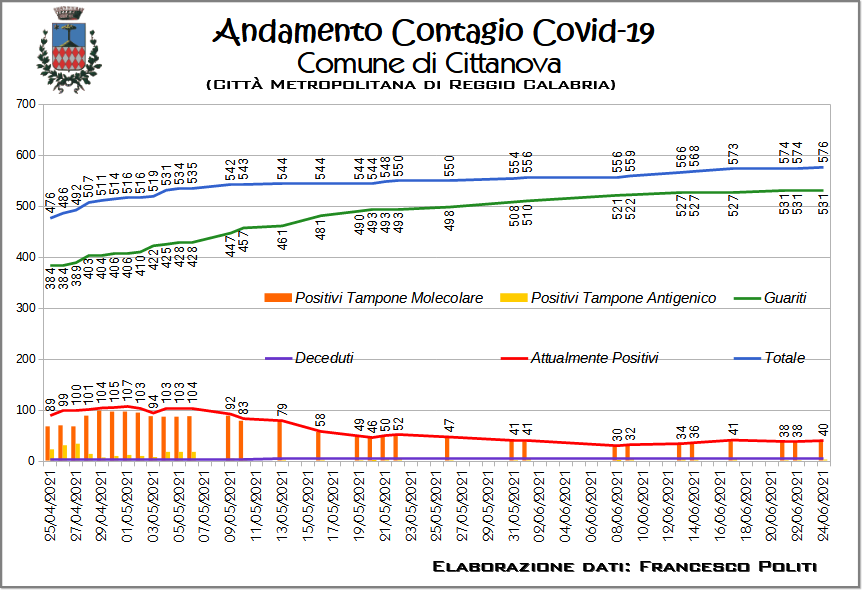 Andamento Contagio Covid-19
Comune di Cittanova
(Città Metropolitana di Reggio Calabria)
700
600
500
400
300
200
100
0
476 486 492 507 511 514 516 516 519 531 534 535 542 543 544 544 544 544 548 550 550 554 556 556 559 566 568 573 574 574 576
384 384 389 403 404 406 406 410 422 425 428 428 447 457 461 481 490 493 493 493 498 508 510 521 522 527 527 527 531 531 531
Positivi Tampone Molecolare Positivi Tampone Antigenico Guariti
Deceduti Attualmente Positivi Totale
89 99 100 101 104 105 107 103 94 103 103 104 92 83 79 58 49 46 50 52 47 41 41 30 32 34 36 41 38 38 40
25/04/2021 27/04/2021 29/04/2021 01/05/2021 03/05/2021 05/05/2021 07/05/2021 09/05/2021 11/05/2021 13/05/2021 15/05/2021 17/05/2021 19/05/2021 21/05/2021 23/05/2021 25/05/2021 27/05/2021 29/05/2021 31/05/2021 02/06/2021 04/06/2021 06/06/2021 08/06/2021 10/06/2021 12/06/2021 14/06/2021 16/06/2021 18/06/2021 20/06/2021 22/06/2021 24/06/2021
Elaborazione dati: Francesco Politi